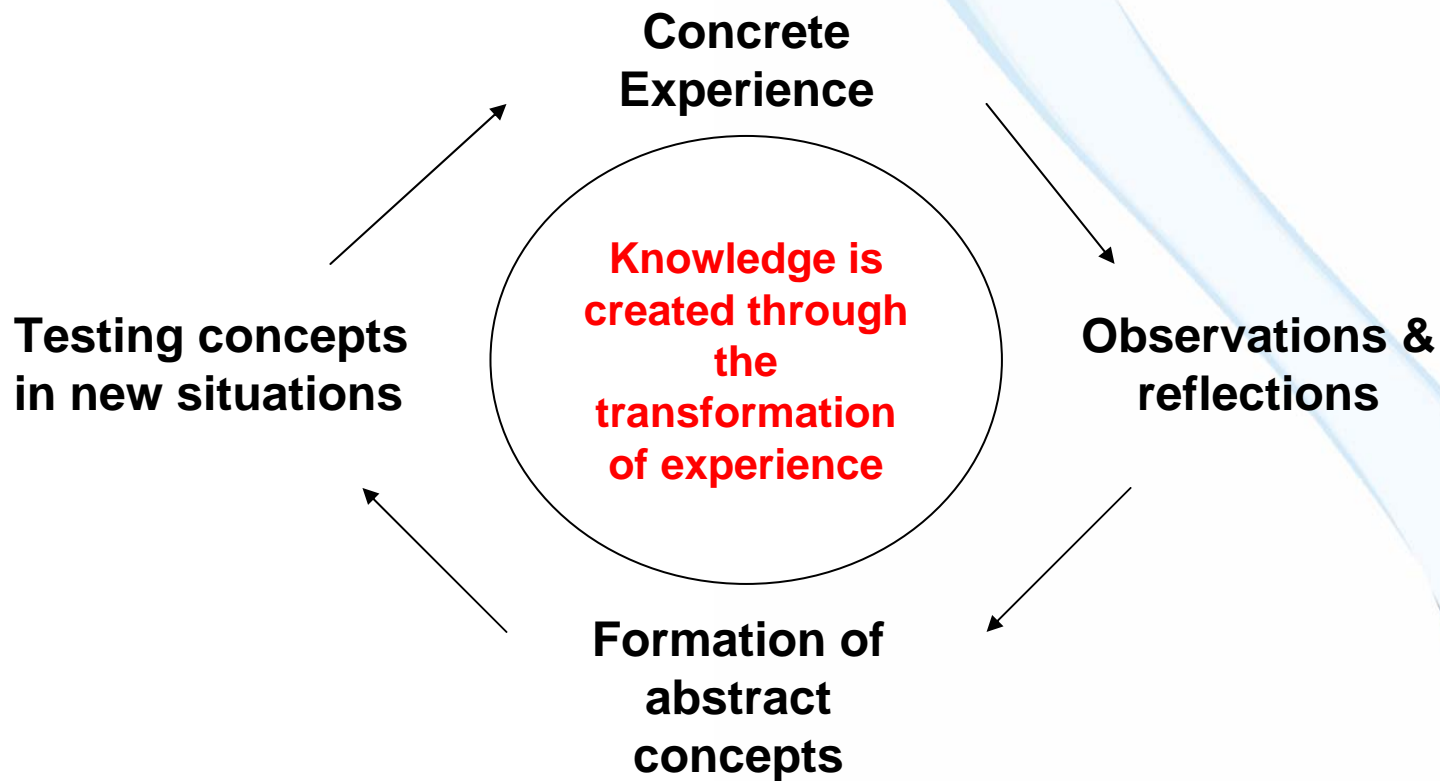 Concrete
Experience
Knowledge is
created through
the
transformation
of experience
Testing concepts
in new situations
Observations &
reflections
Formation of
abstract
concepts